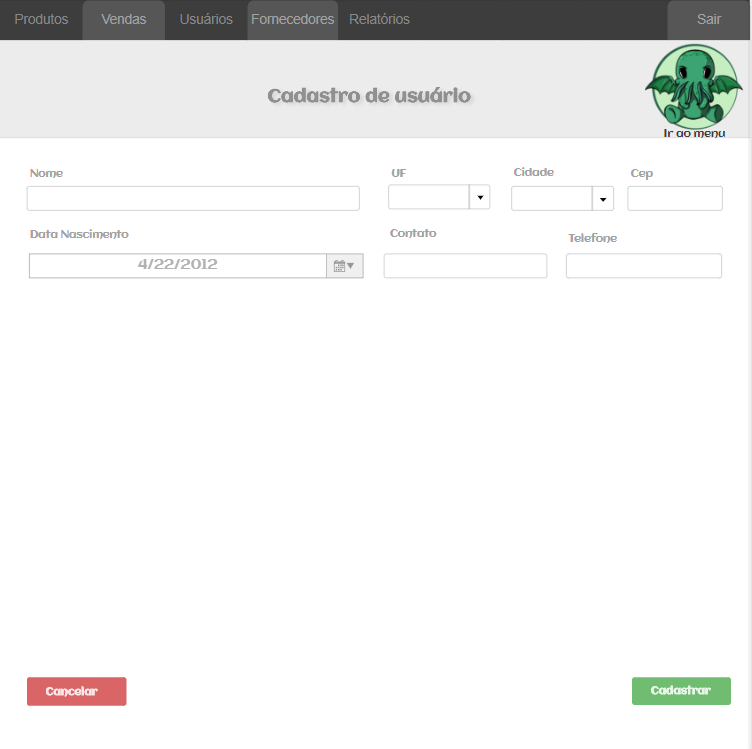 Produtos Vendas Usuários Fornecedores Relatórios Sair
Cadastro de usuário
Ir ao menu
Nome UF Cidade Cep
Data Nascimento Contato Telefone
4/22/2012
Cancelar Cadastrar